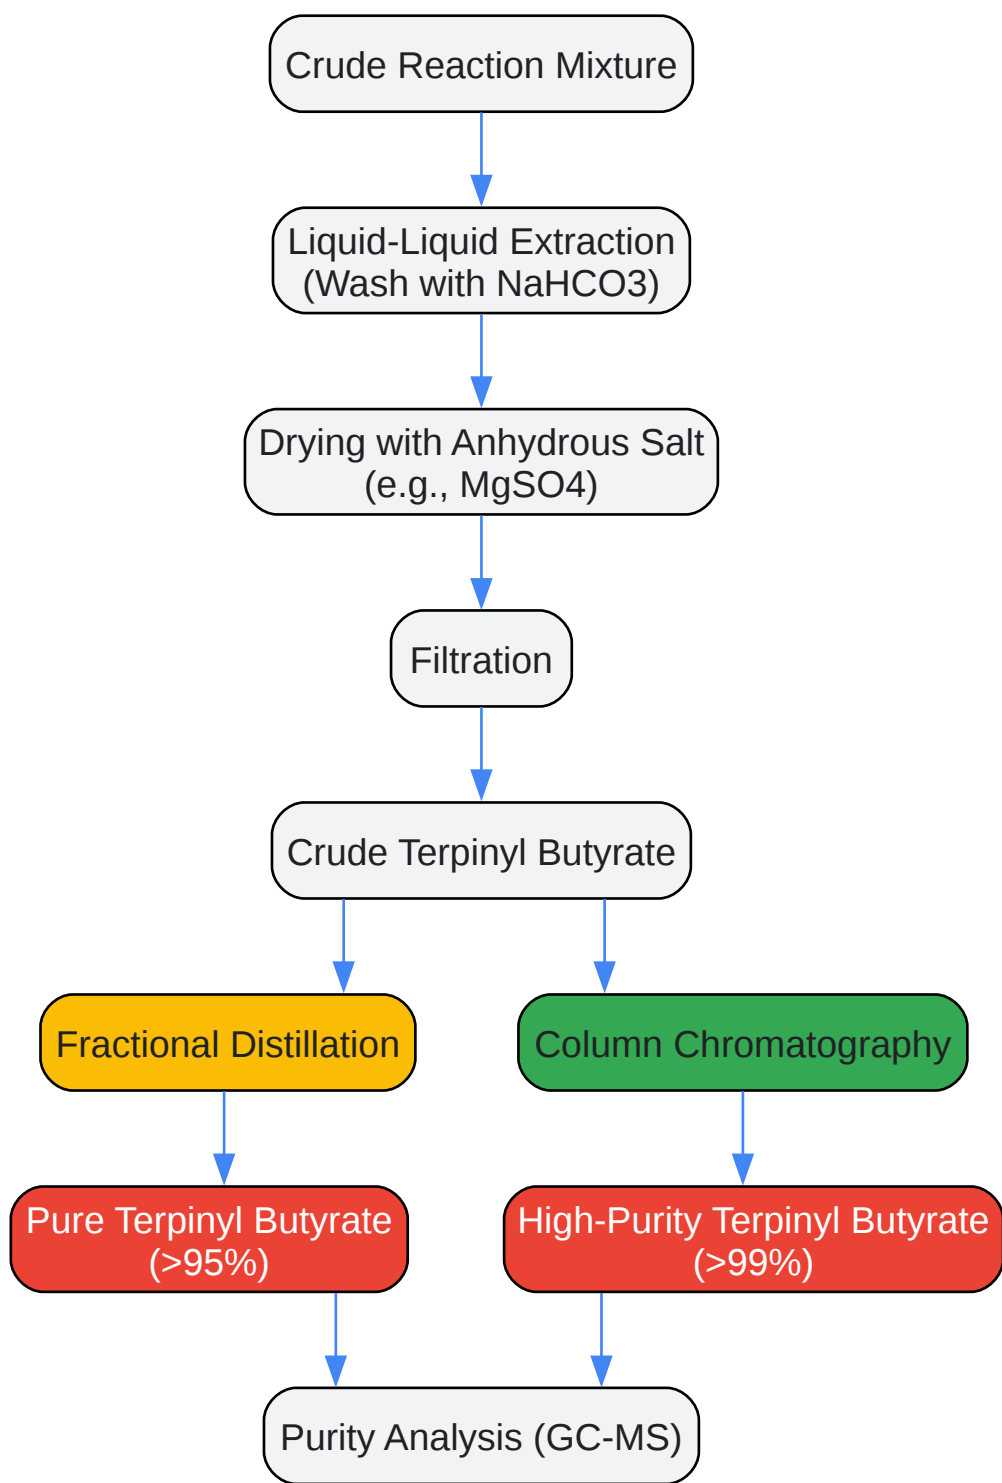 Crude Reaction Mixture
Liquid-Liquid Extraction
(Wash with NaHCO3)
Drying with Anhydrous Salt
(e.g., MgSO4)
Filtration
Crude Terpinyl Butyrate
Fractional Distillation
Column Chromatography
Pure Terpinyl Butyrate
(>95%)
High-Purity Terpinyl Butyrate
(>99%)
Purity Analysis (GC-MS)